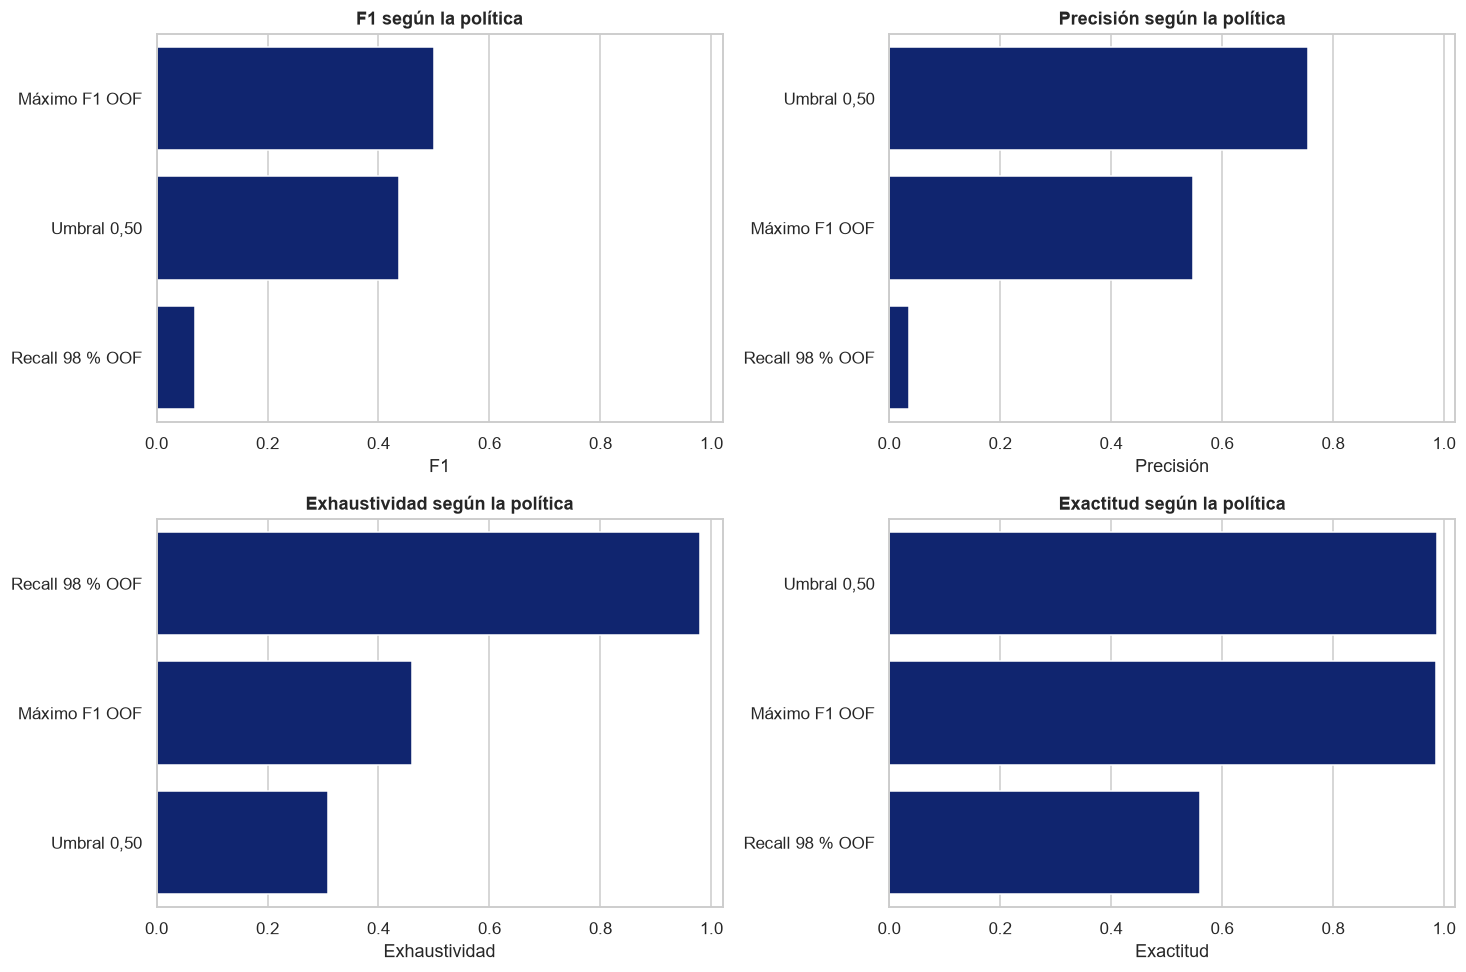 F1 según la política
Máximo F1 OOF
Umbral 0,50
Recall 98 % OOF
0.0 0.2 0.4 0.6 0.8 1.0
F1
Precisión según la política
Umbral 0,50
Máximo F1 OOF
Recall 98 % OOF
0.0 0.2 0.4 0.6 0.8 1.0
Precisión
Exhaustividad según la política
Recall 98 % OOF
Máximo F1 OOF
Umbral 0,50
0.0 0.2 0.4 0.6 0.8 1.0
Exhaustividad
Exactitud según la política
Umbral 0,50
Máximo F1 OOF
Recall 98 % OOF
0.0 0.2 0.4 0.6 0.8 1.0
Exactitud